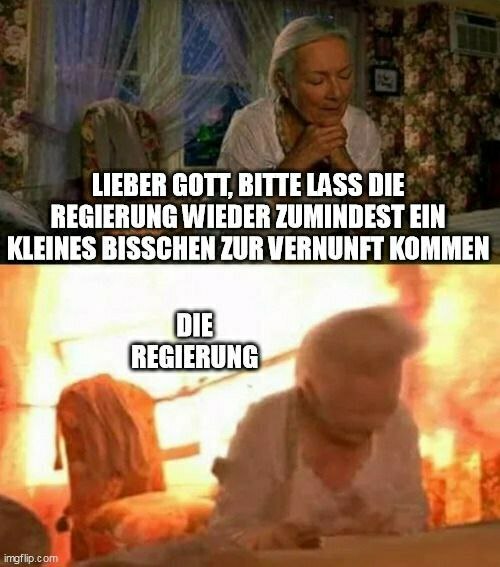 LIEBER GOTT, BITTE LASS DIE
REGIERUNG WIEDER ZUMINDEST EIN
KLEINES BISSCHEN ZUR VERNUNFT KOMMEN
DIE
REGIERUNG
imgflip.com